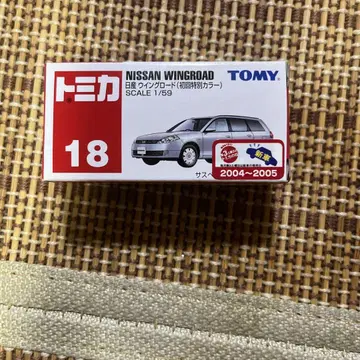 トミカ
NISSAN WINGROAD
日産 ウイングロード(初回特別カラー)
SCALE 1/59
TOMY
18
新車
2004~2005
サスペ